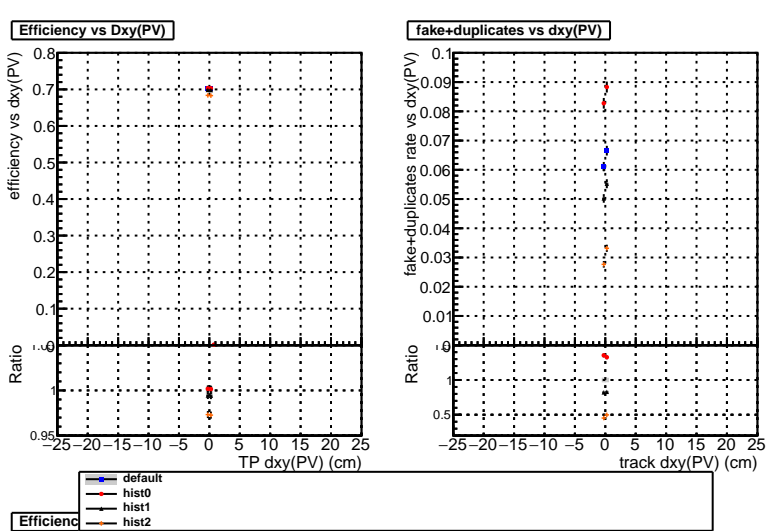 Efficiency vs Dxy(PV)
efficiency vs dxy(PV)
0.8
0.7
0.6
0.5
0.4
0.3
0.2
0.1
Ratio
1
0.95
−25 −20 −15 −10 −5 0 5 10 15 20 25
TP dxy(PV) (cm)
fake+duplicates vs dxy(PV)
fake+duplicates rate vs dxy(PV)
0.1
0.09
0.08
0.07
0.06
0.05
0.04
0.03
0.02
0.01
0
Ratio
1
0.5
−25 −20 −15 −10 −5 0 5 10 15 20 25
track dxy(PV) (cm)
default
hist0
hist1
hist2